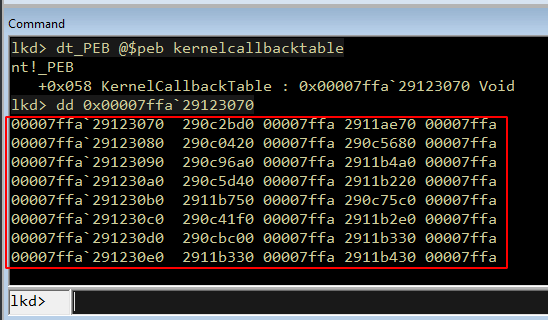 Command
lkd> dt_PEB @$peb kernelcallbacktable
nt!_PEB
   +0x058 KernelCallbackTable : 0x00007ffa`29123070 Void
lkd> dd 0x00007ffa`29123070
00007ffa`29123070  290c2bd0 00007ffa 2911ae70 00007ffa
00007ffa`29123080  290c0420 00007ffa 290c5680 00007ffa
00007ffa`29123090  290c96a0 00007ffa 2911b4a0 00007ffa
00007ffa`291230a0  290c5d40 00007ffa 2911b220 00007ffa
00007ffa`291230b0  2911b750 00007ffa 290c75c0 00007ffa
00007ffa`291230c0  290c41f0 00007ffa 2911b2e0 00007ffa
00007ffa`291230d0  290cbc00 00007ffa 2911b330 00007ffa
00007ffa`291230e0  2911b330 00007ffa 2911b430 00007ffa
lkd>